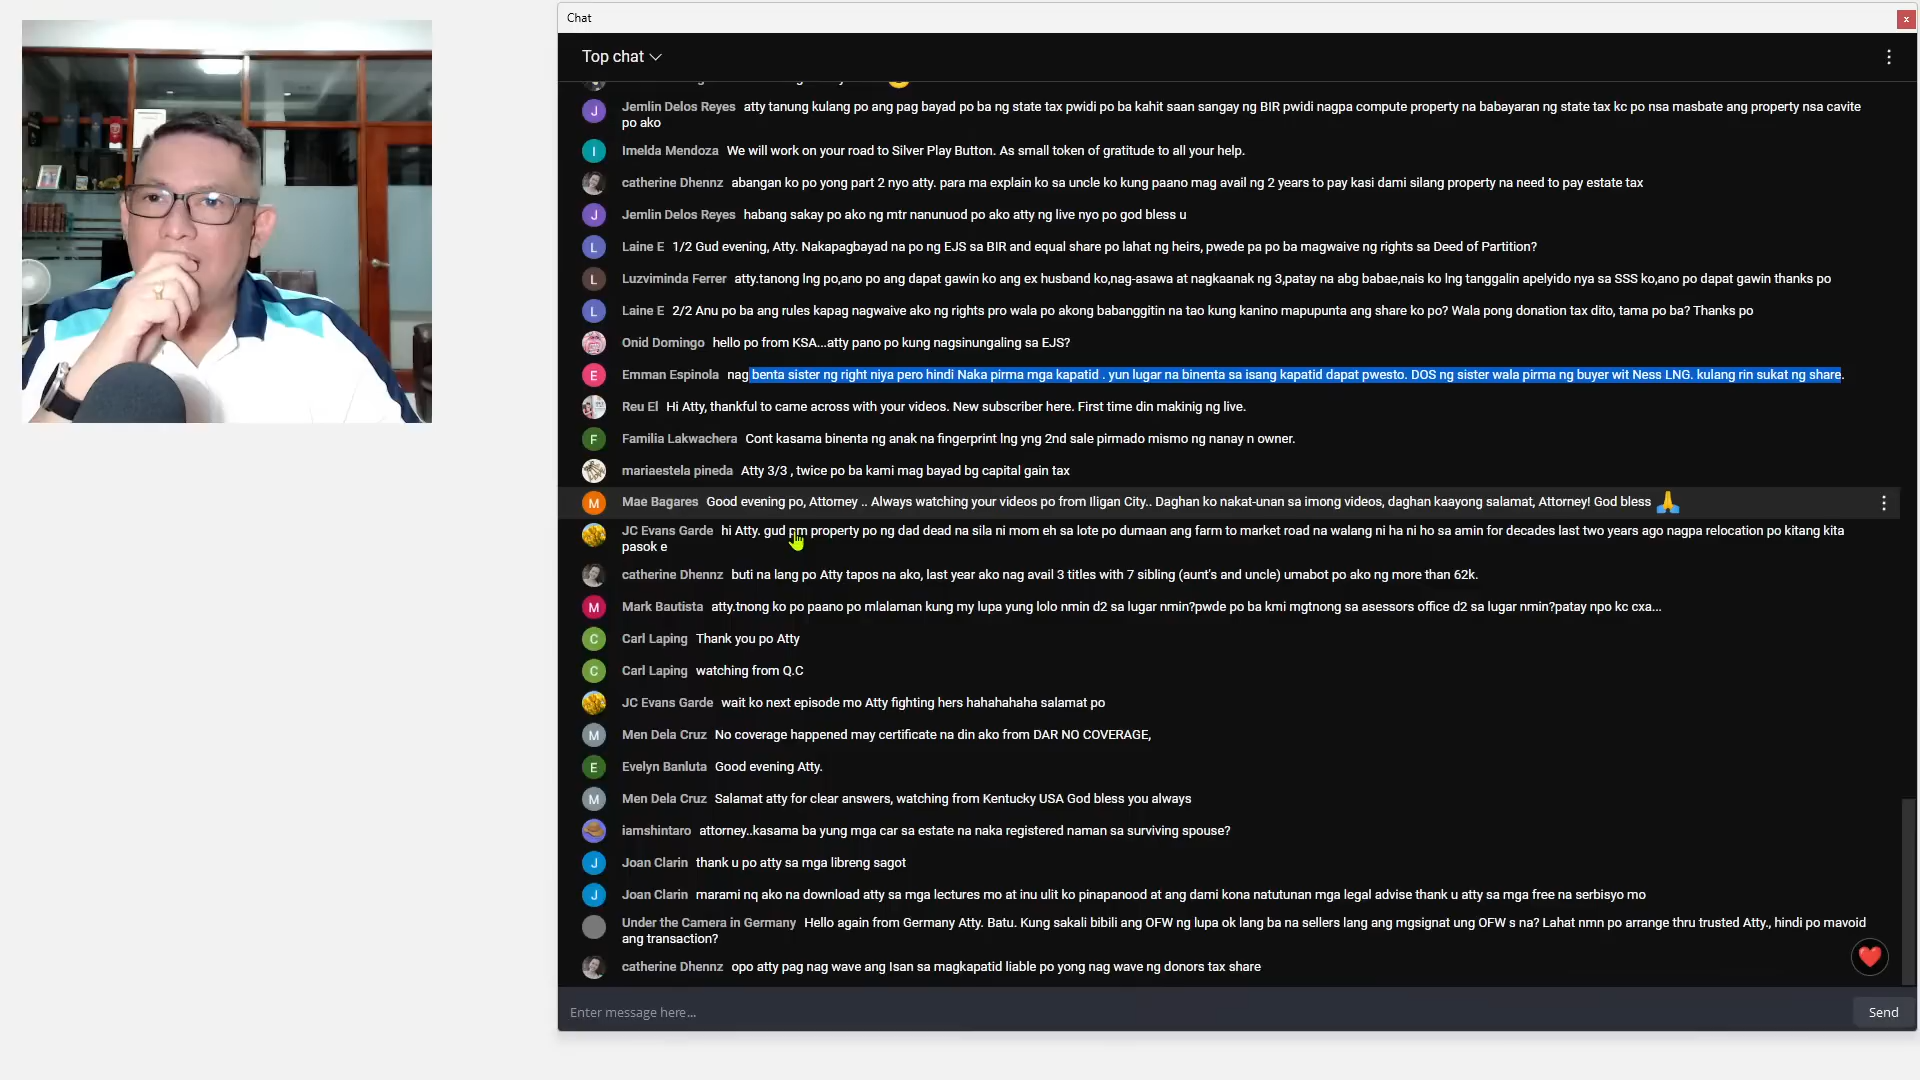 Chat
x
Top chat
Jemlin Delos Reyes atty tanung kulang po ang pag bayad po ba ng state tax pwidi po ba kahit saan sangay ng BIR pwidi nagpa compute property na babayaran ng state tax kc po nsa masbate ang property nsa cavite
po ako
Imelda Mendoza We will work on your road to Silver Play Button. As small token of gratitude to all your help.
catherine Dhennz abangan ko po yong part 2 nyo atty. para ma explain ko sa uncle ko kung paano mag avail ng 2 years to pay kasi dami silang property na need to pay estate tax
Jemlin Delos Reyes habang sakay po ako ng mtr nanunuod po ako atty ng live nyo po god bless u
Laine E 1/2 Gud evening, Atty. Nakapagbayad na po ng EJS sa BIR and equal share po lahat ng heirs, pwede pa po ba magwaive ng rights sa Deed of Partition?
Luzviminda Ferrer atty.tanong lng po,ano po ang dapat gawin ko ang ex husband ko,nag-asawa at nagkaanak ng 3,patay na abg babae,nais ko lng tanggalin apelyido nya sa SSS ko,ano po dapat gawin thanks po
Laine E 2/2 Anu po ba ang rules kapag nagwaive ako ng rights pro wala po akong babanggitin na tao kung kanino mapupunta ang share ko po? Wala pong donation tax dito, tama po ba? Thanks po
Onid Domingo hello po from KSA...atty pano po kung nagsinungaling sa EJS?
Emman Espinola nag benta sister ng right niya pero hindi Naka pirma mga kapatid . yun lugar na binenta sa isang kapatid dapat pwesto. DOS ng sister wala pirma ng buyer wit Ness LNG. kulang rin sukat ng share.
Reu El Hi Atty, thankful to came across with your videos. New subscriber here. First time din makinig ng live.
Familia Lakwachera Cont kasama binenta ng anak na fingerprint lng yng 2nd sale pirmado mismo ng nanay n owner.
mariaestela pineda Atty 3/3 , twice po ba kami mag bayad bg capital gain tax
Mae Bagares Good evening po, Attorney .. Always watching your videos po from Iligan City.. Daghan ko nakat-unan sa imong videos, daghan kaayong salamat, Attorney! God bless 🙏
JC Evans Garde hi Atty. gud pm property po ng dad dead na sila ni mom eh sa lote po dumaan ang farm to market road na walang ni ha ni ho sa amin for decades last two years ago nagpa relocation po kitang kita
pasok e
catherine Dhennz buti na lang po Atty tapos na ako, last year ako nag avail 3 titles with 7 sibling (aunt's and uncle) umabot po ako ng more than 62k.
Mark Bautista atty.tnong ko po paano po mlalaman kung my lupa yung lolo nmin d2 sa lugar nmin?pwde po ba kmi mgtnong sa asessors office d2 sa lugar nmin?patay npo kc cxa...
Carl Laping Thank you po Atty
Carl Laping watching from Q.C
JC Evans Garde wait ko next episode mo Atty fighting hers hahahahaha salamat po
Men Dela Cruz No coverage happened may certificate na din ako from DAR NO COVERAGE,
Evelyn Banluta Good evening Atty.
Men Dela Cruz Salamat atty for clear answers, watching from Kentucky USA God bless you always
iamshintaro attorney..kasama ba yung mga car sa estate na naka registered naman sa surviving spouse?
Joan Clarin thank u po atty sa mga libreng sagot
Joan Clarin marami nq ako na download atty sa mga lectures mo at inu ulit ko pinapanood at ang dami kona natutunan mga legal advise thank u atty sa mga free na serbisyo mo
Under the Camera in Germany Hello again from Germany Atty. Batu. Kung sakali bibili ang OFW ng lupa ok lang ba na sellers lang ang mgsignat ung OFW s na? Lahat nmn po arrange thru trusted Atty., hindi po mavoid
ang transaction?
catherine Dhennz opo atty pag nag wave ang Isan sa magkapatid liable po yong nag wave ng donors tax share
Enter message here...
Send